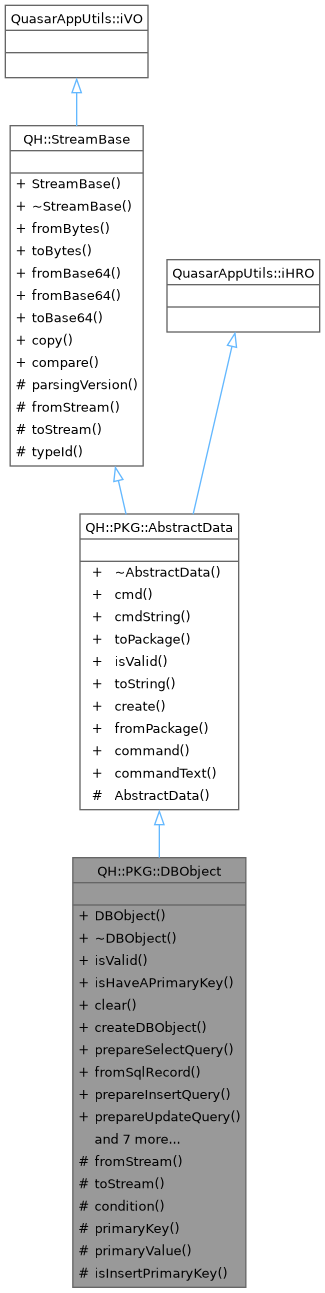 QuasarAppUtils::iVO
QH::StreamBase
+ StreamBase()
+ ~StreamBase()
+ fromBytes()
+ toBytes()
+ fromBase64()
+ fromBase64()
+ toBase64()
+ copy()
+ compare()
# parsingVersion()
# fromStream()
# toStream()
# typeId()
QuasarAppUtils::iHRO
QH::PKG::AbstractData
+ ~AbstractData()
+ cmd()
+ cmdString()
+ toPackage()
+ isValid()
+ toString()
+ create()
+ fromPackage()
+ command()
+ commandText()
# AbstractData()
QH::PKG::DBObject
+ DBObject()
+ ~DBObject()
+ isValid()
+ isHaveAPrimaryKey()
+ clear()
+ createDBObject()
+ prepareSelectQuery()
+ fromSqlRecord()
+ prepareInsertQuery()
+ prepareUpdateQuery()
and 7 more...
# fromStream()
# toStream()
# condition()
# primaryKey()
# primaryValue()
# isInsertPrimaryKey()